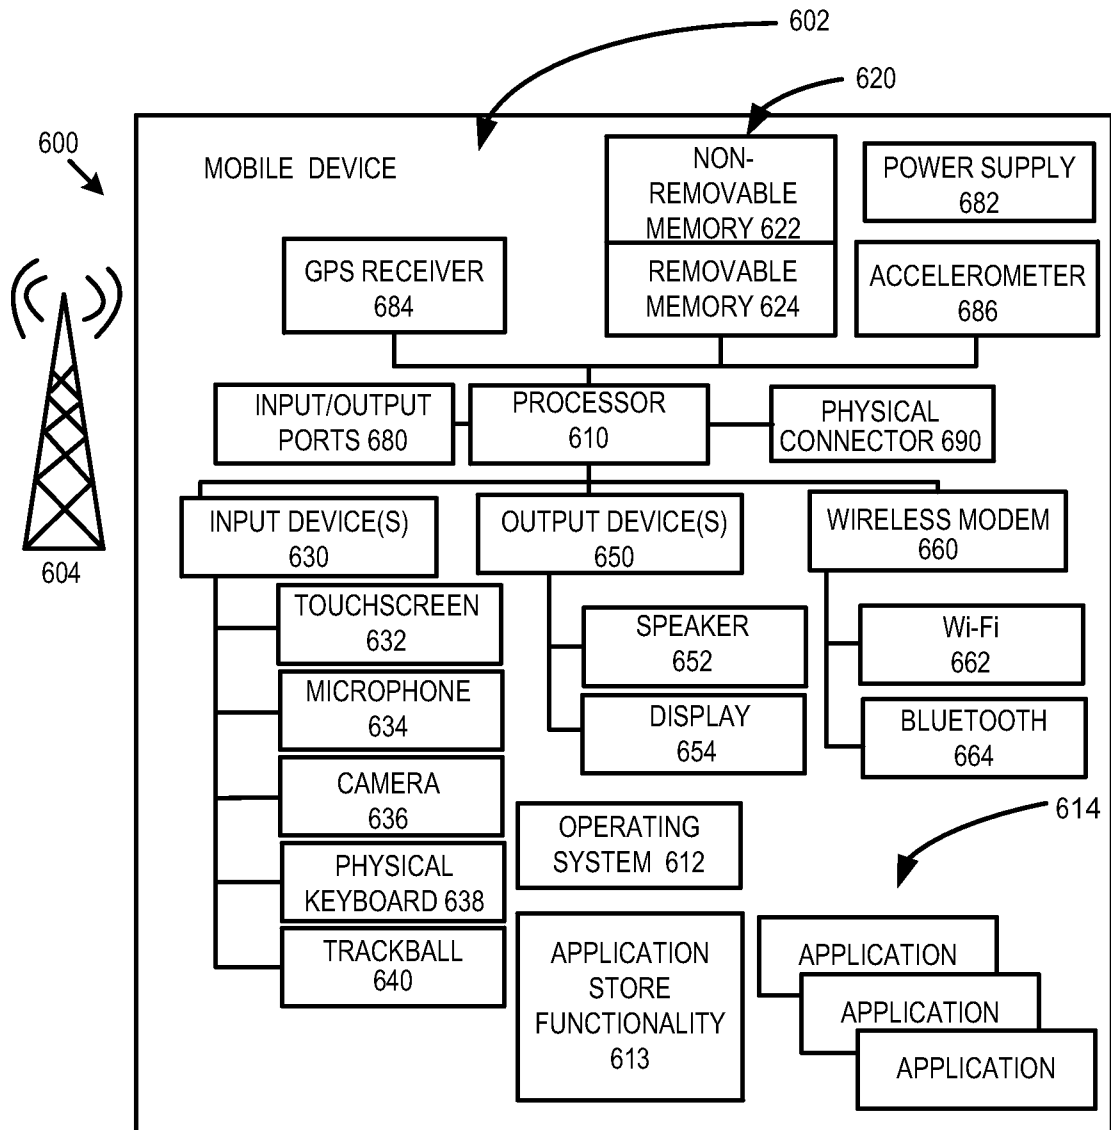 602
620
600
MOBILE DEVICE
NON-
REMOVABLE
MEMORY 622
POWER SUPPLY
682
GPS RECEIVER
684
REMOVABLE
MEMORY 624
ACCELEROMETER
686
INPUT/OUTPUT
PORTS 680
PROCESSOR
610
PHYSICAL
CONNECTOR 690
INPUT DEVICE(S)
630
OUTPUT DEVICE(S)
650
WIRELESS MODEM
660
604
TOUCHSCREEN
632
SPEAKER
652
Wi-Fi
662
MICROPHONE
634
DISPLAY
654
BLUETOOTH
664
CAMERA
636
OPERATING
SYSTEM 612
614
PHYSICAL
KEYBOARD 638
TRACKBALL
640
APPLICATION
STORE
FUNCTIONALITY
613
APPLICATION
APPLICATION
APPLICATION